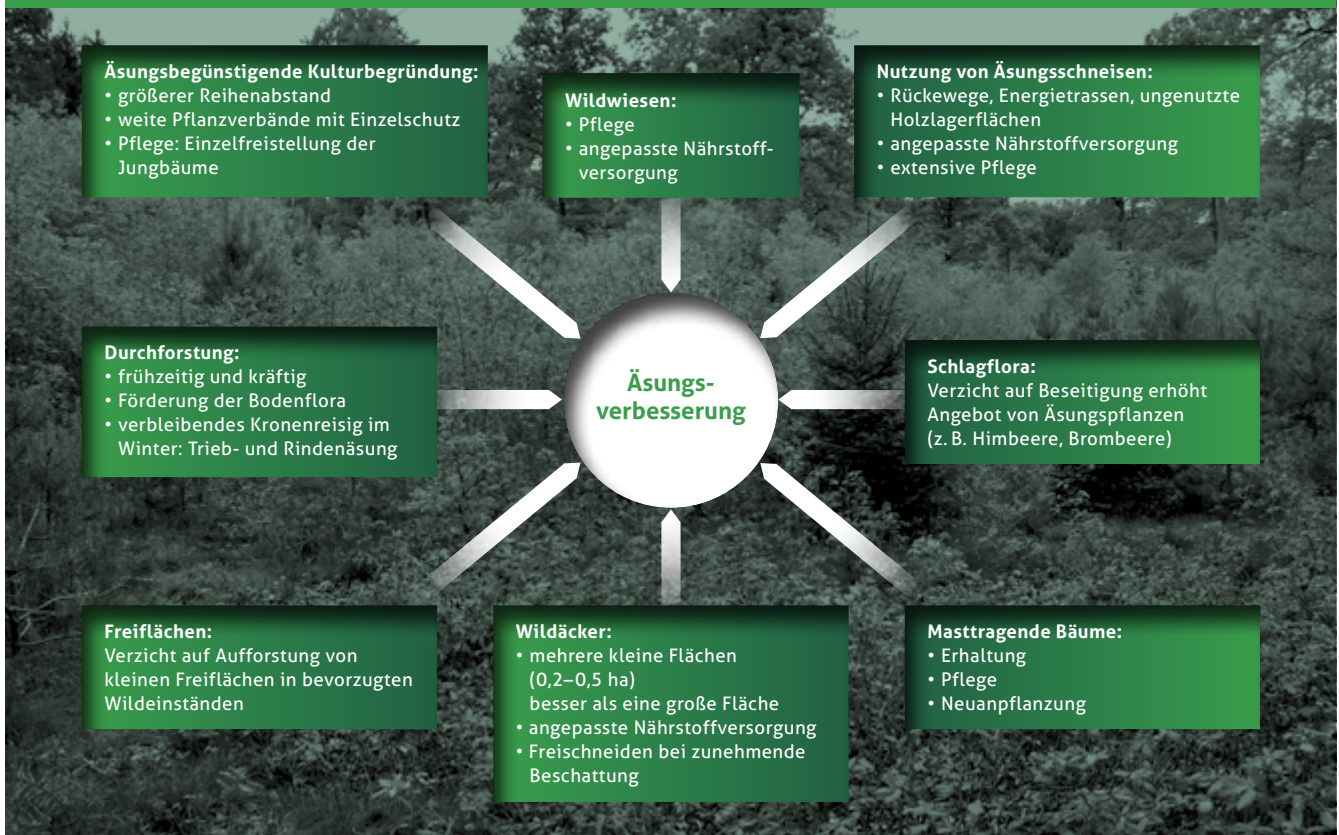 Äsungsbegünstigende Kulturbegründung:
• größerer Reihenabstand
• weite Pflanzverbände mit Einzelschutz
• Pflege: Einzelfreistellung der
Jungbäume
Wildwiesen:
• Pflege
• angepasste Nährstoff-
versorgung
Nutzung von Äsungsschneisen:
• Rückewege, Energietrassen, ungenutzte
Holzlagerflächen
• angepasste Nährstoffversorgung
• extensive Pflege
Durchforstung:
• frühzeitig und kräftig
• Förderung der Bodenflora
• verbleibendes Kronenreisig im
Winter: Trieb- und Rindenäsung
Äsungs-
verbesserung
Schlagflora:
Verzicht auf Beseitigung erhöht
Angebot von Äsungspflanzen
(z. B. Himbeere, Brombeere)
Freiflächen:
Verzicht auf Aufforstung von
kleinen Freiflächen in bevorzugten
Wildeinständen
Wildäcker:
• mehrere kleine Flächen
(0,2–0,5 ha)
besser als eine große Fläche
• angepasste Nährstoffversorgung
• Freischneiden bei zunehmende
Beschattung
Masttragende Bäume:
• Erhaltung
• Pflege
• Neuanpflanzung